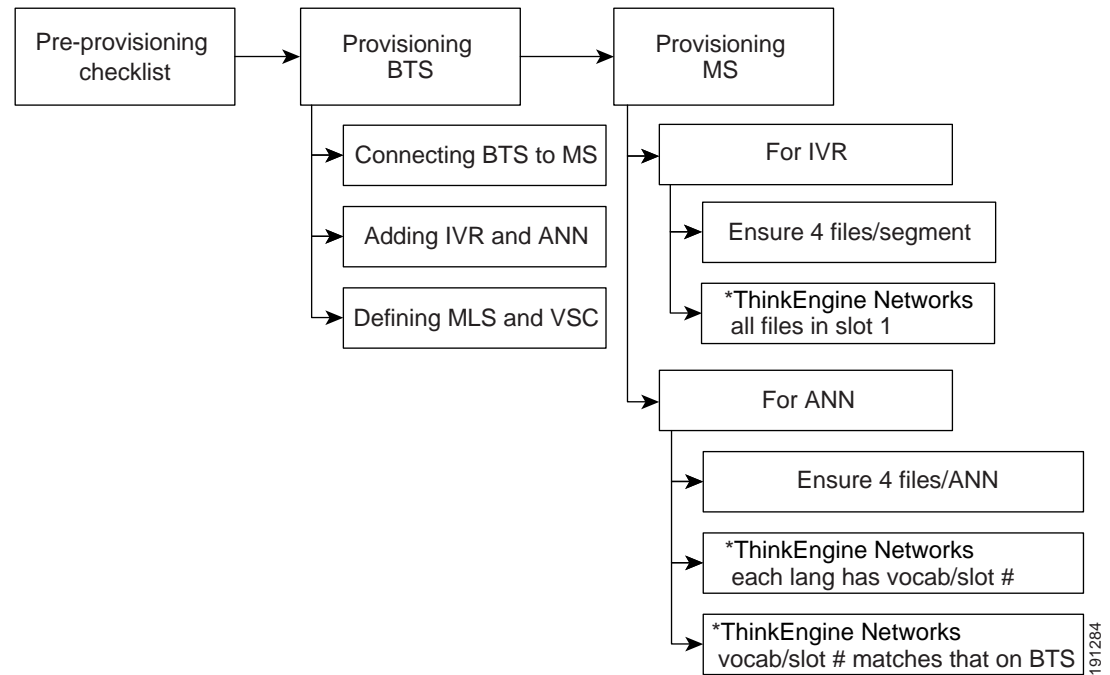 Pre-provisioning
checklist
Provisioning
BTS
Provisioning
MS
Connecting BTS to MS
Adding IVR and ANN
Defining MLS and VSC
For IVR
Ensure 4 files/segment
*ThinkEngine Networks
all files in slot 1
For ANN
Ensure 4 files/ANN
*ThinkEngine Networks
each lang has vocab/slot #
*ThinkEngine Networks
vocab/slot # matches that on BTS
191284